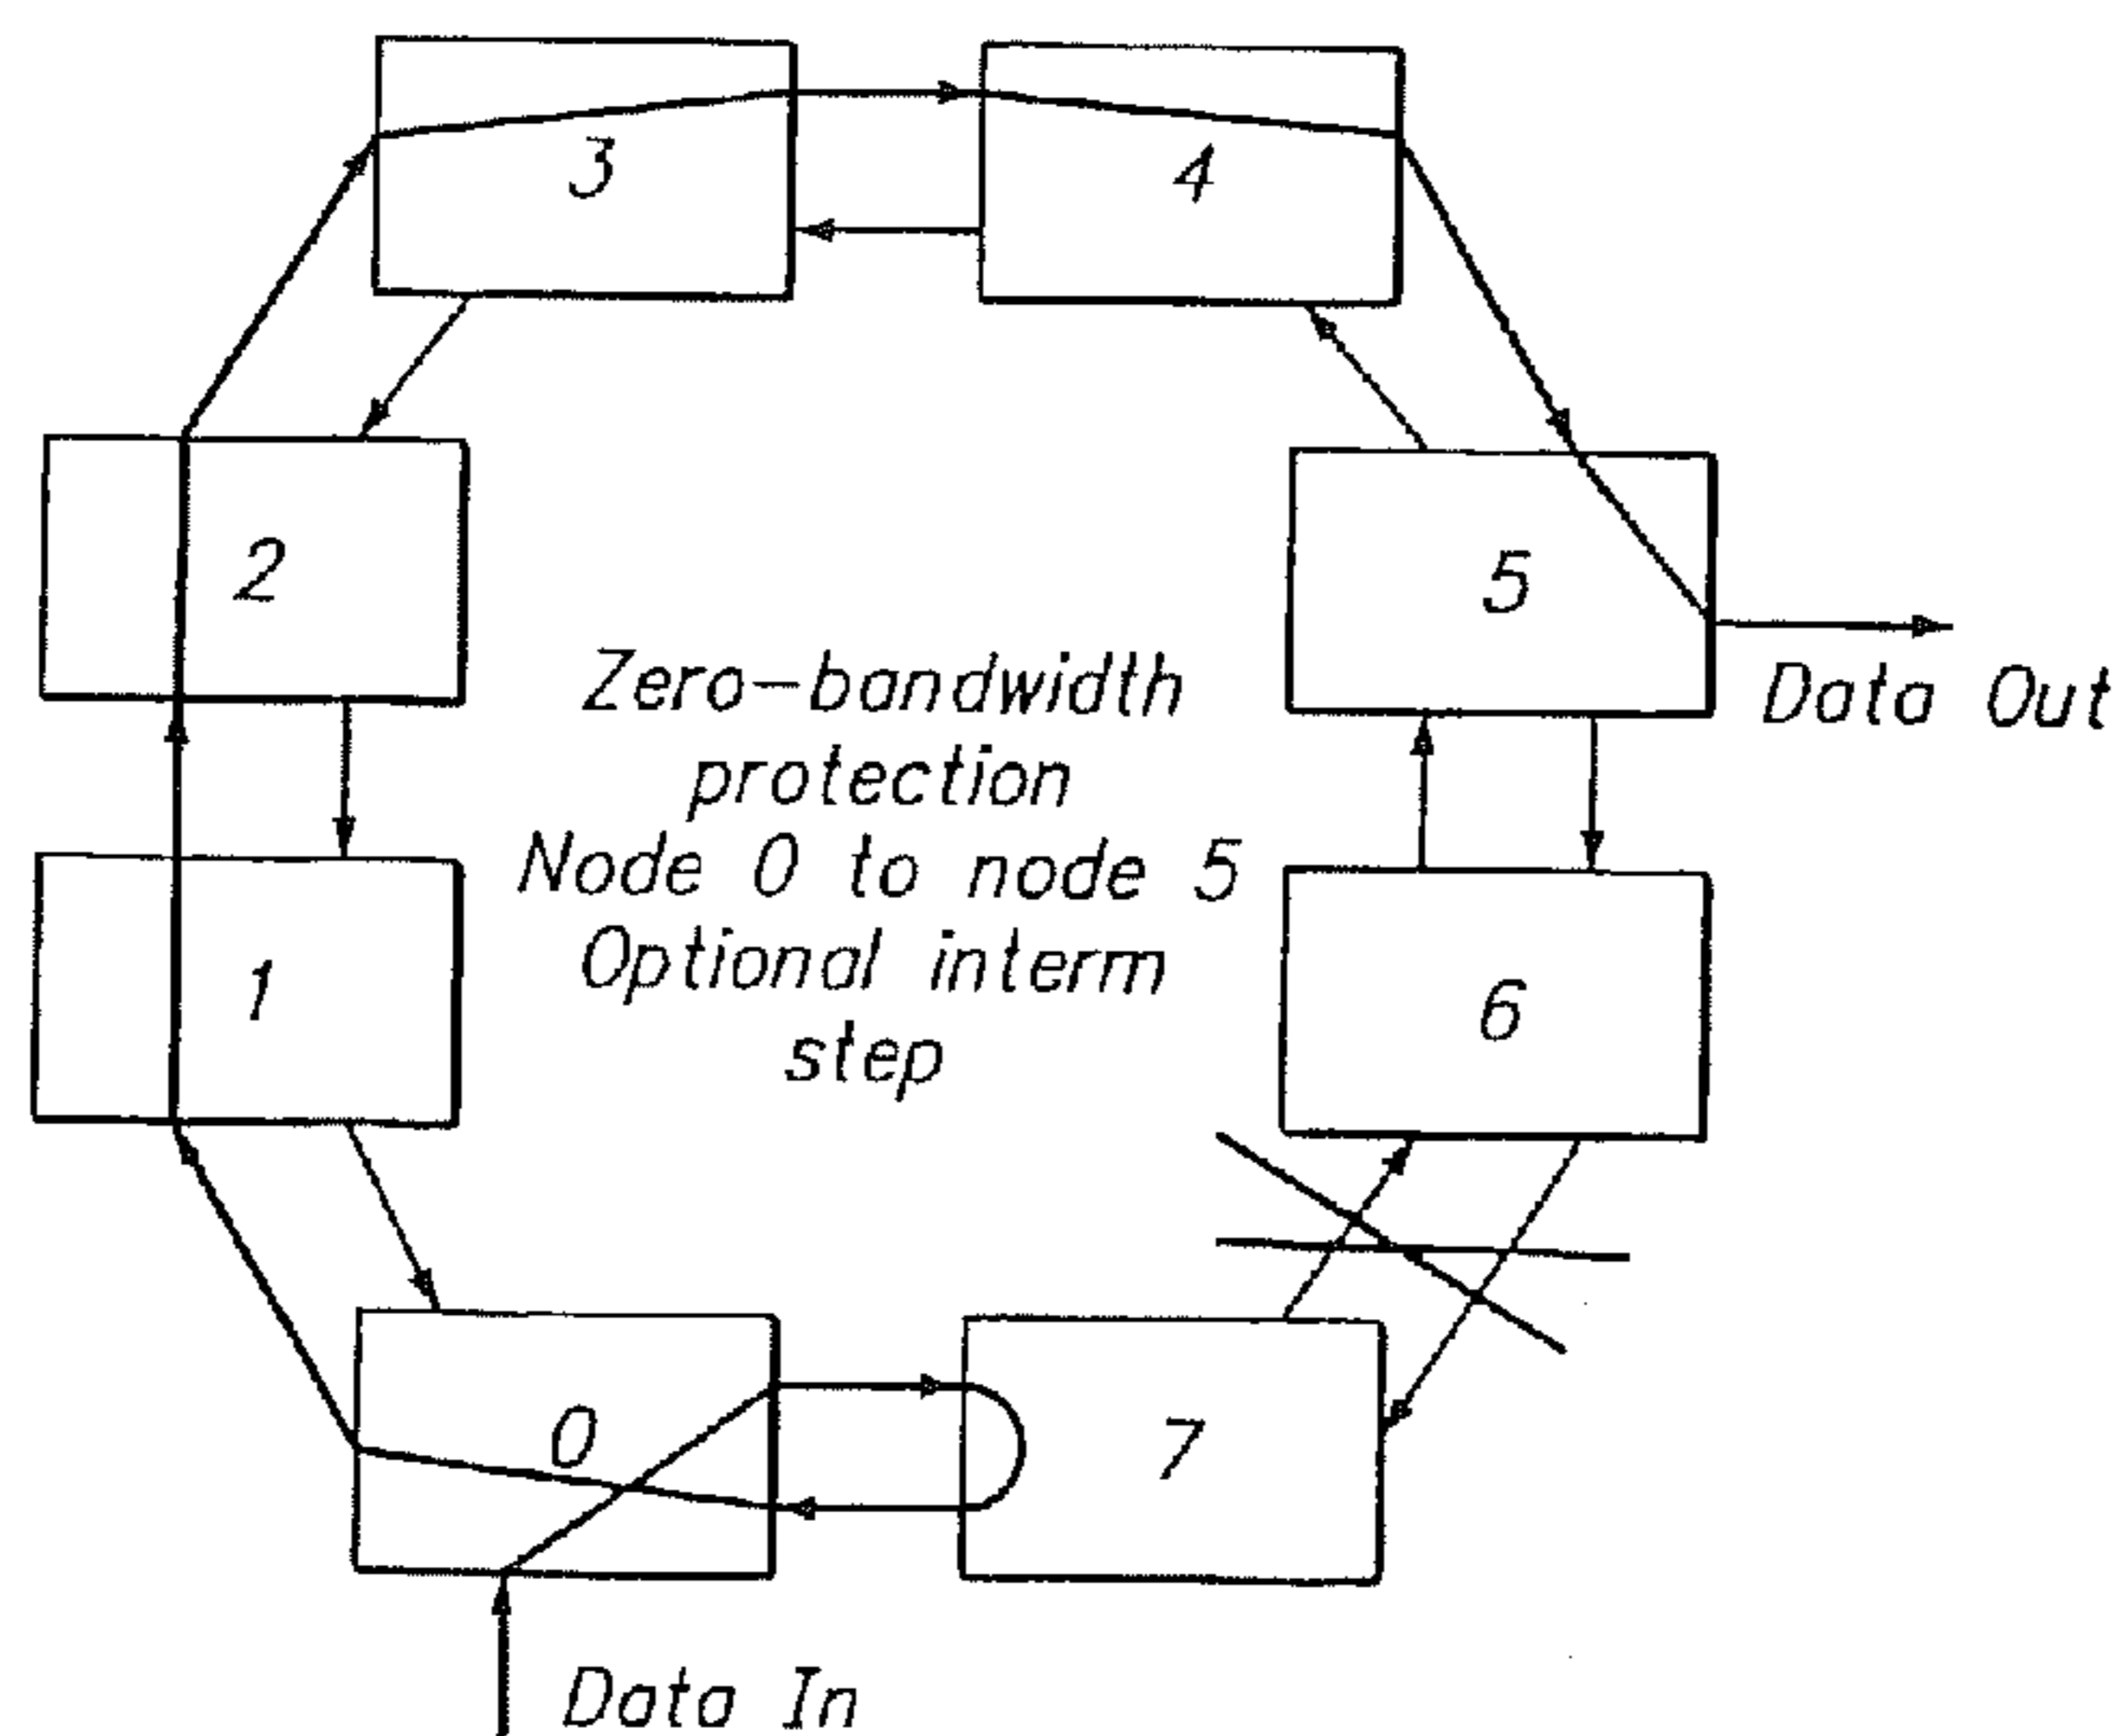 3
4
2
5
Zero-bandwidth
protection
Node 0 to node 5
Optional interm
step
Data Out
1
6
0
7
Data In